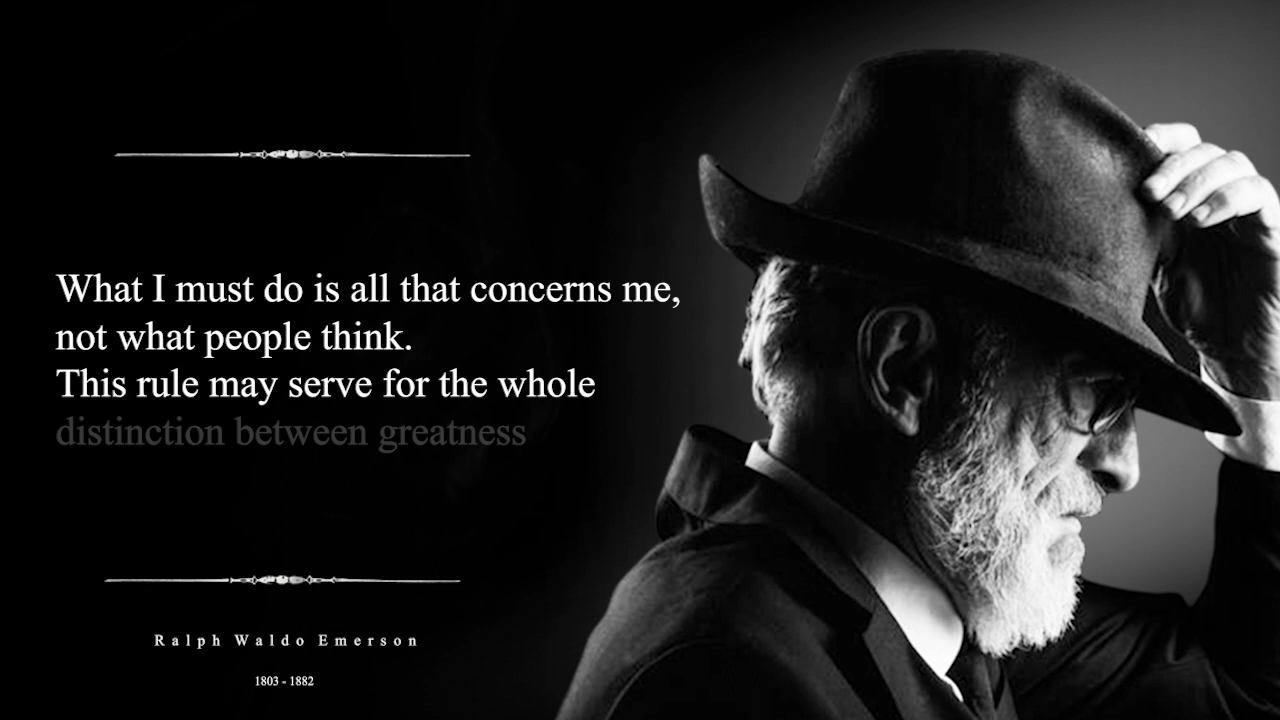 What I must do is all that concerns me,
not what people think.
This rule may serve for the whole
distinction between greatness
Ralph Waldo Emerson
1803 - 1882